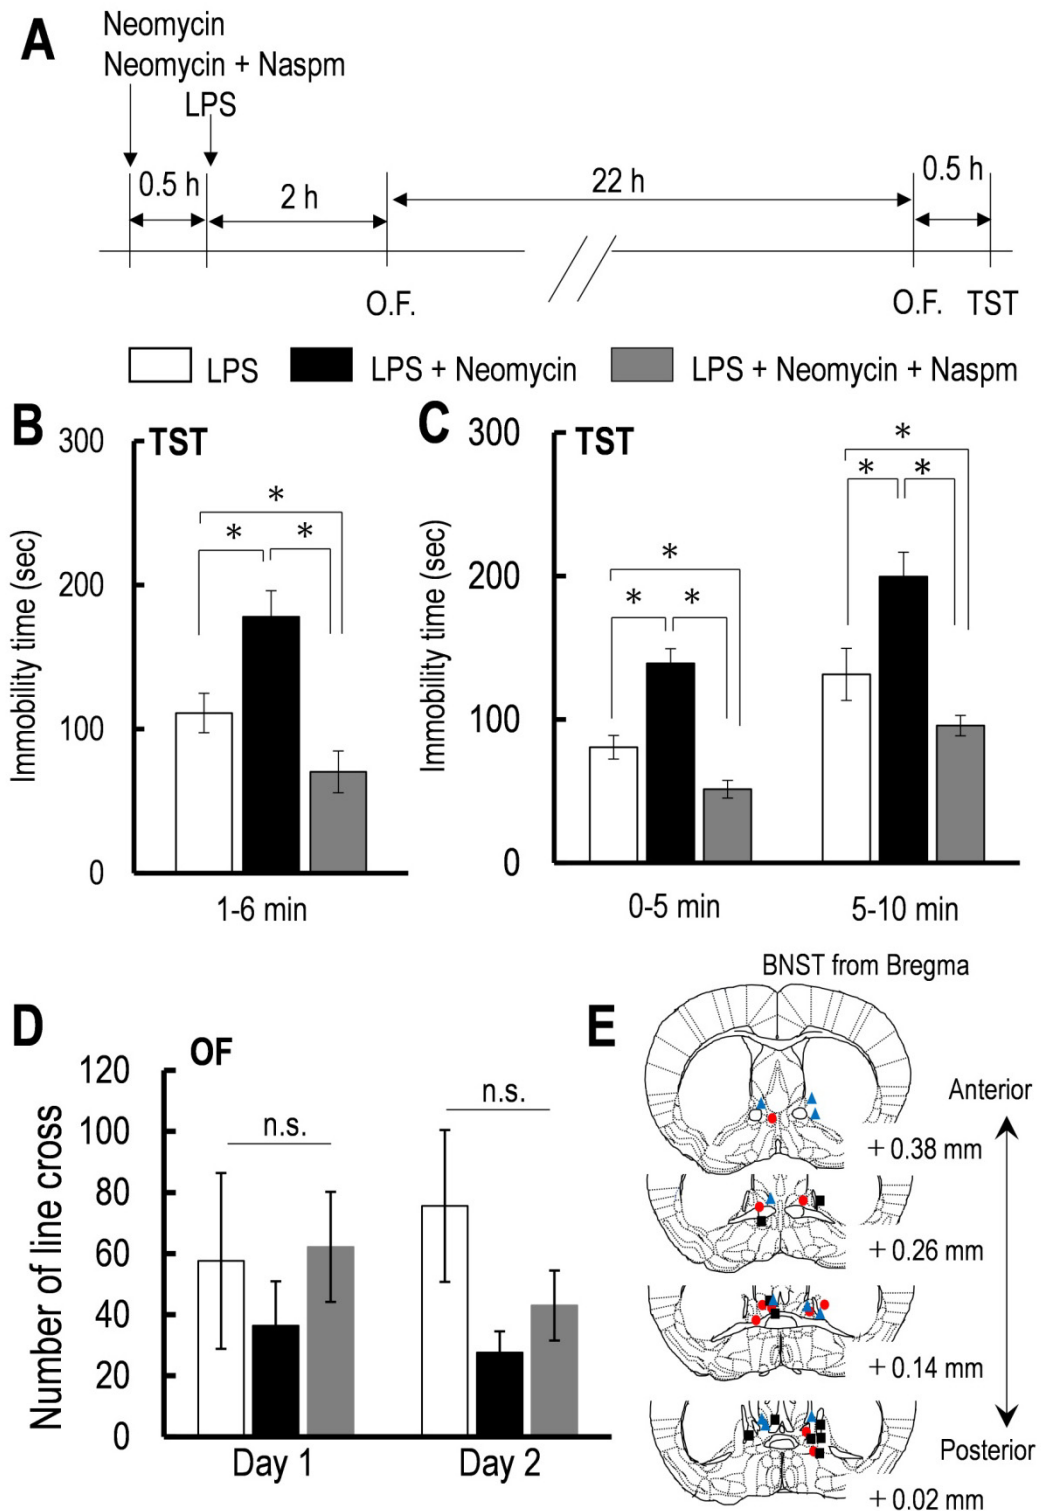 A
Neomycin
Neomycin + Naspm
LPS
0.5 h
2 h
22 h
0.5 h
O.F.
O.F.
TST
LPS
LPS + Neomycin
LPS + Neomycin + Naspm
B
TST
Immobility time (sec)
300
200
100
0
*
*
*
1-6 min
C
TST
Immobility time (sec)
300
200
100
0
*
*
*
*
*
*
0-5 min
5-10 min
D
OF
Number of line cross
120
100
80
60
40
20
0
n.s.
n.s.
Day 1
Day 2
E
BNST from Bregma
Anterior
+ 0.38 mm
+ 0.26 mm
+ 0.14 mm
Posterior
+ 0.02 mm